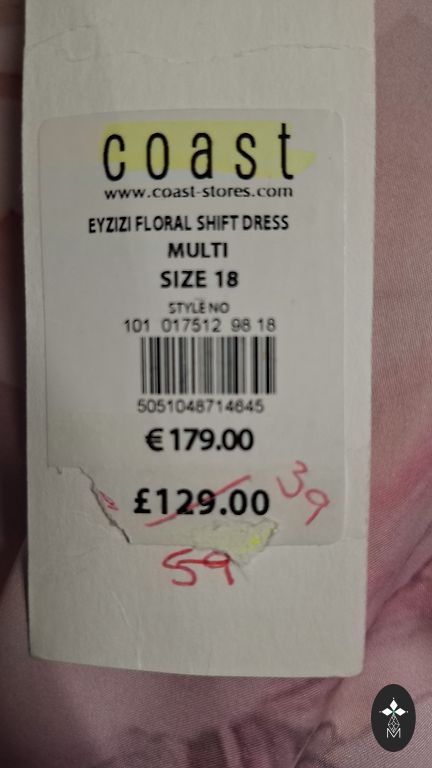 coast
www.coast-stores.com
EYZIZI FLORAL SHIFT DRESS
MULTI
SIZE 18
STYLE NO
101 017512 98 18
5051048714645
€179.00
£129.00 39
59
M